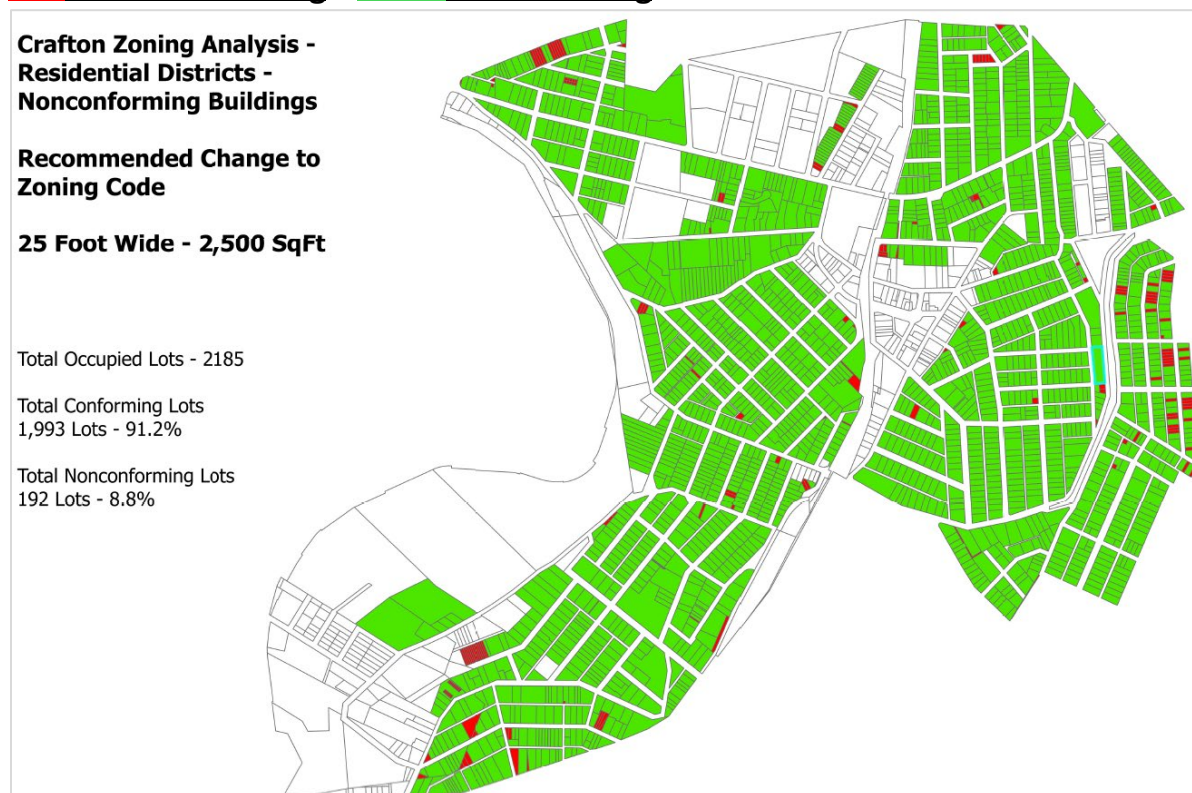 Crafton Zoning Analysis -
Residential Districts -
Nonconforming Buildings
Recommended Change to
Zoning Code
25 Foot Wide - 2,500 SqFt
Total Occupied Lots - 2185
Total Conforming Lots
1,993 Lots - 91.2%
Total Nonconforming Lots
192 Lots - 8.8%